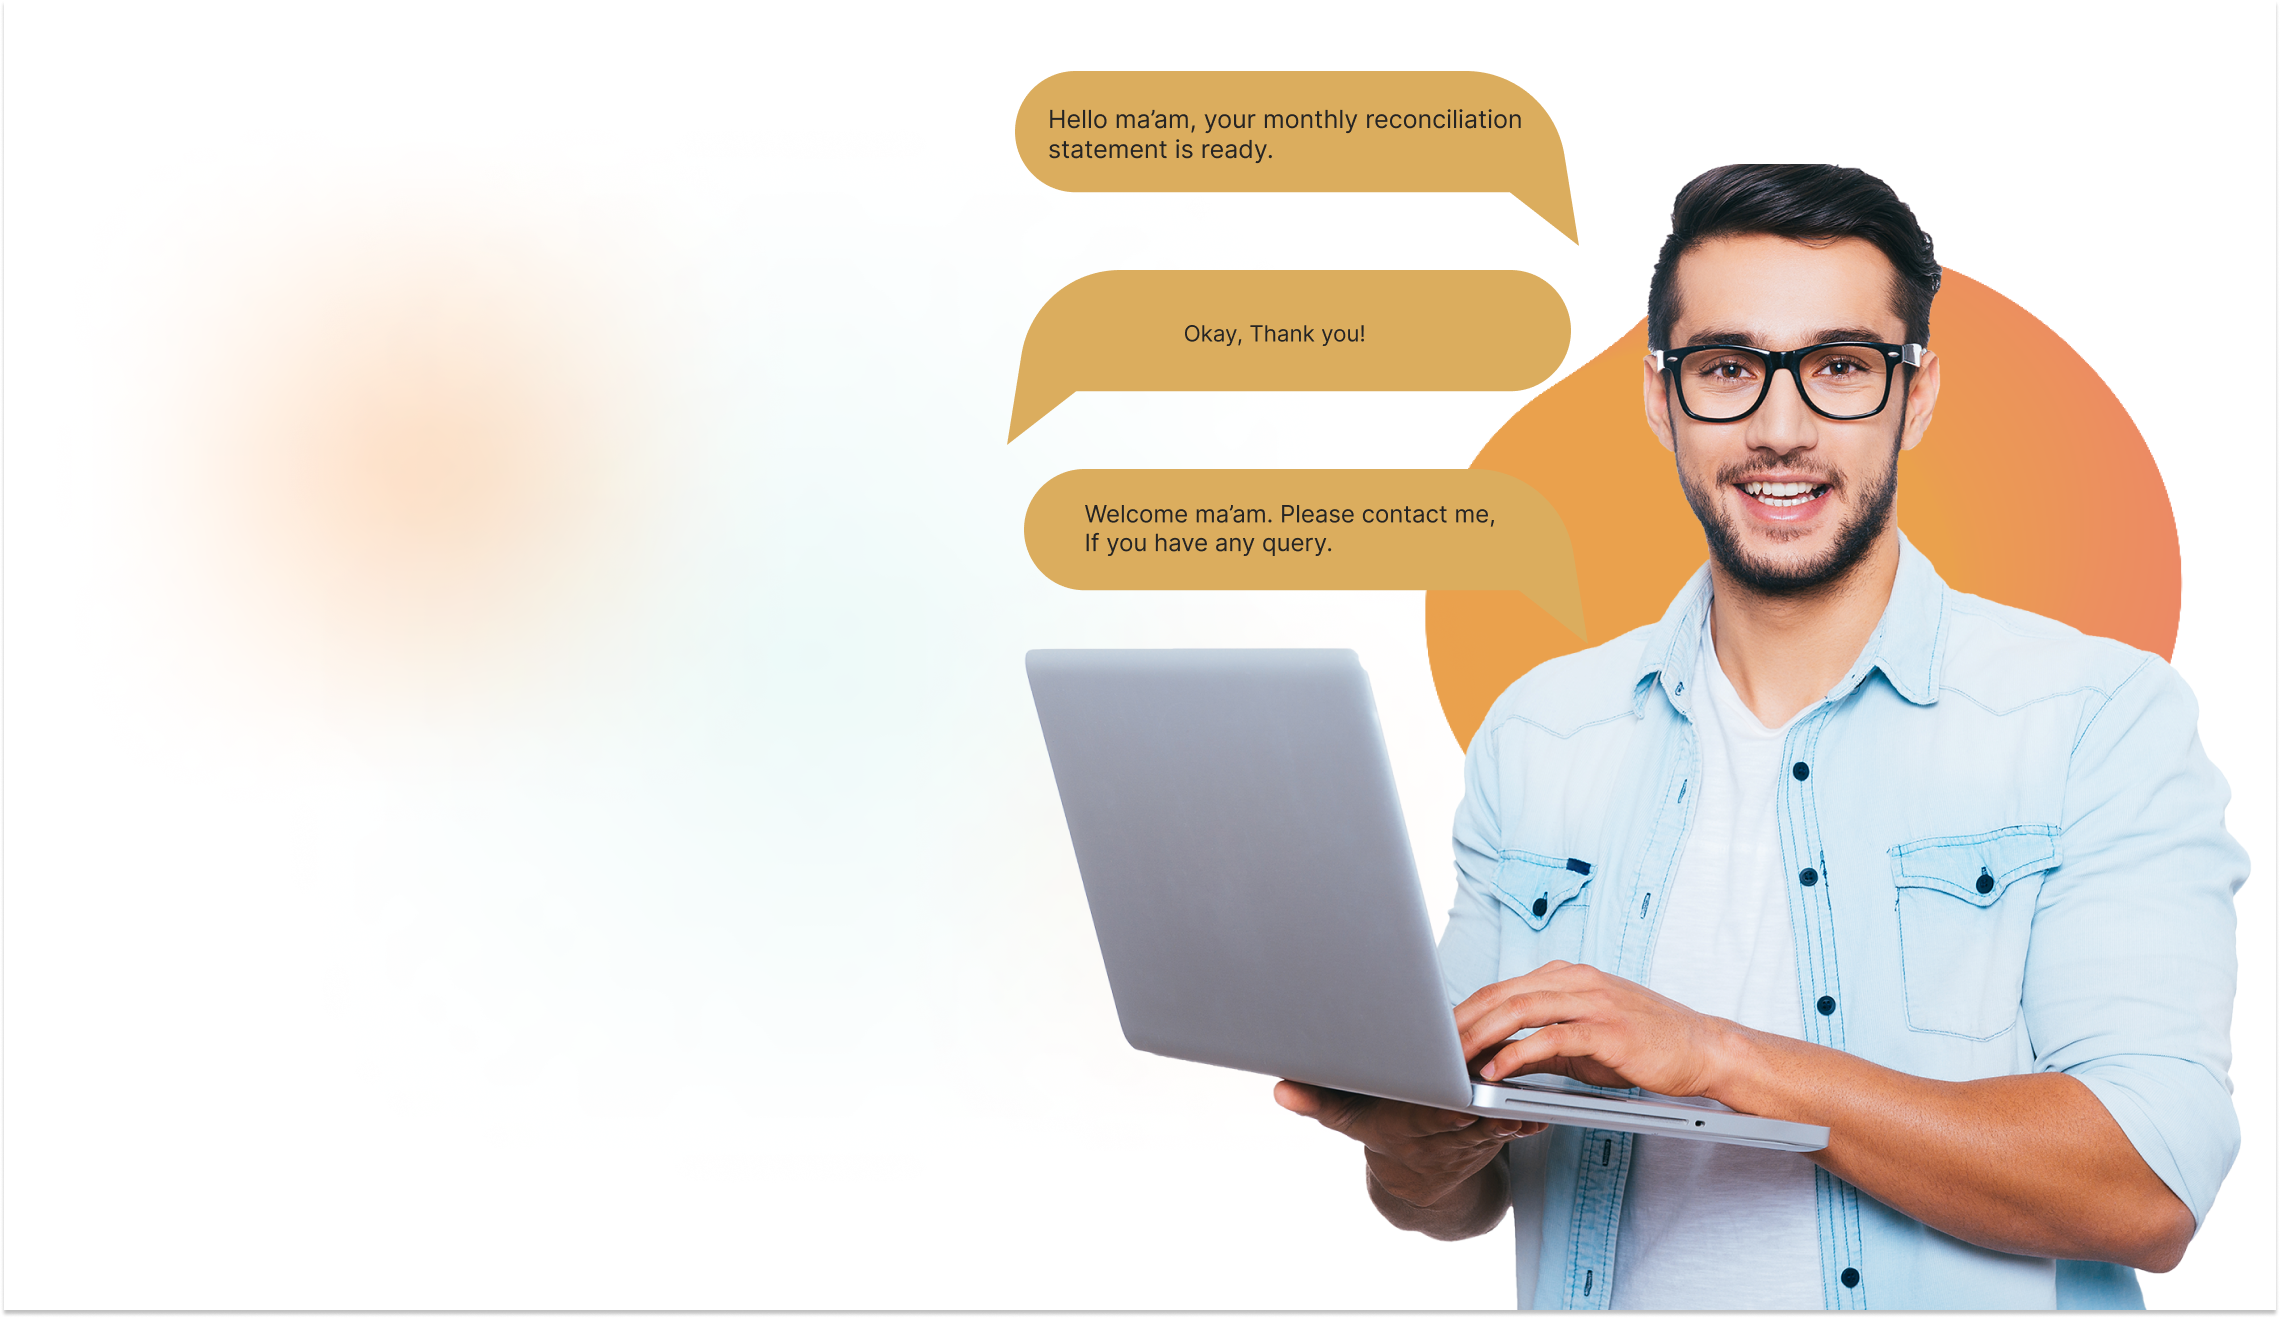 Hello ma’am, your monthly reconciliation
statement is ready.
Okay, Thank you!
Welcome ma’am. Please contact me,
If you have any query.